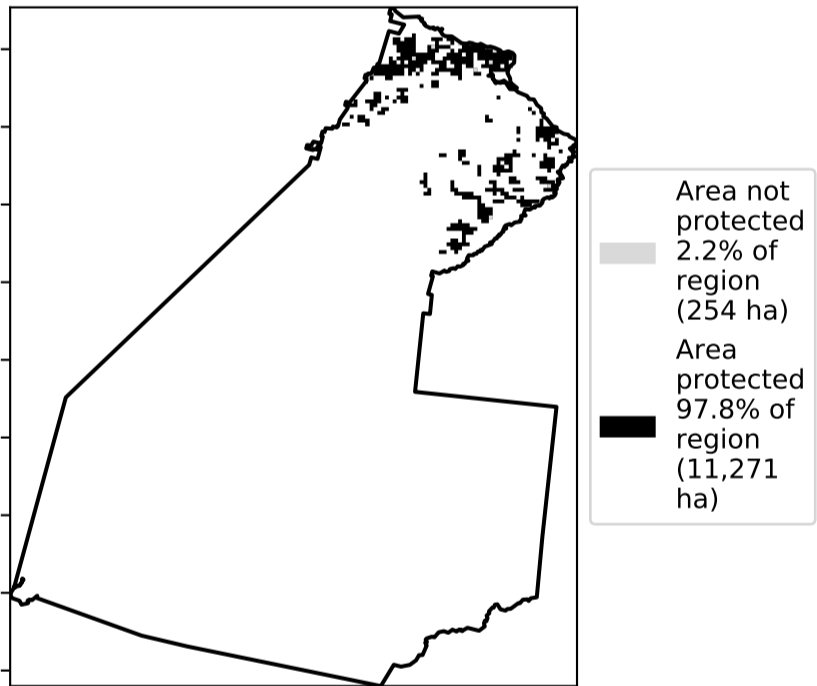 Area not
protected
2.2% of
region
(254 ha)
Area
protected
97.8% of
region
(11,271
ha)